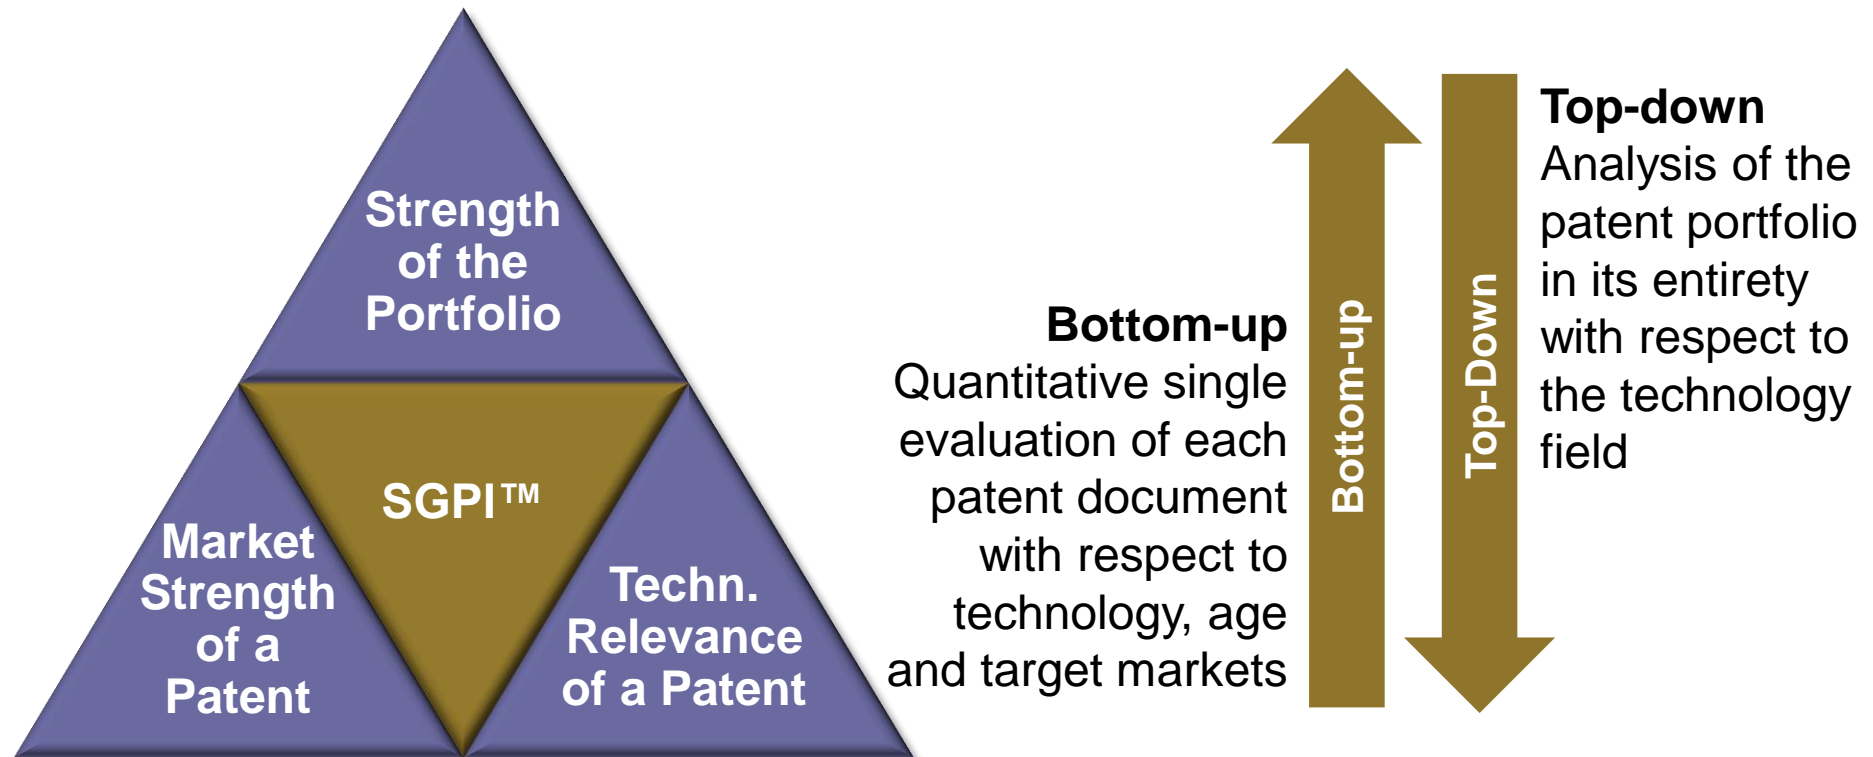 Strength
of the
Portfolio
SGPI™
Market
Strength
of a
Patent
Techn.
Relevance
of a Patent
Bottom-up
Quantitative single
evaluation of each
patent document
with respect to
technology, age
and target markets
Bottom-up
Top-Down
Top-down
Analysis of the
patent portfolio
in its entirety
with respect to
the technology
field